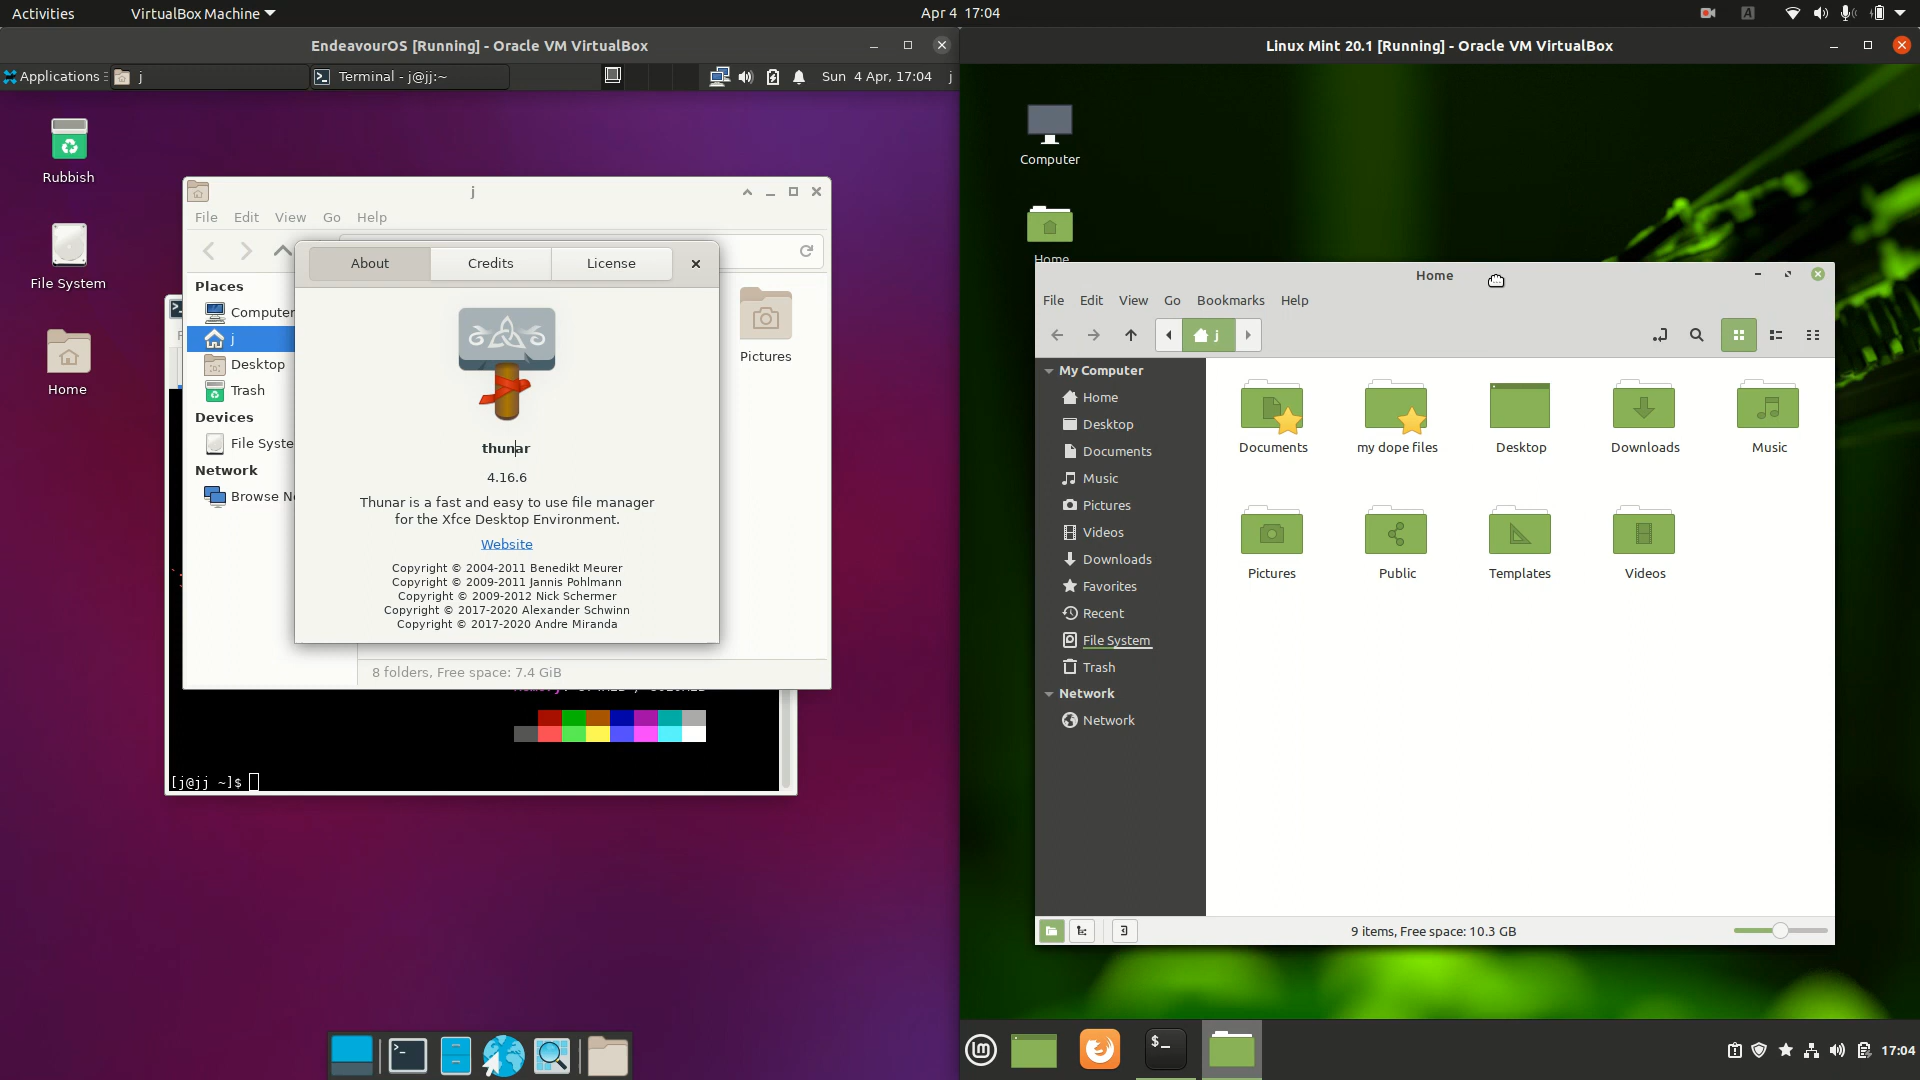 Activities
VirtualBox Machine
Apr 4 17:04
EndeavourOS [Running] - Oracle VM VirtualBox
Applications
j
Terminal - j@jj:~
Sun 4 Apr, 17:04
j
Rubbish
File System
Home
j
File Edit View Go Help
Places
Computer
j
Desktop
Trash
Devices
File Syste
Network
Browse Ne
Pictures
8 folders, Free space: 7.4 GiB
About
Credits
License
thunar
4.16.6
Thunar is a fast and easy to use file manager
for the Xfce Desktop Environment.
Website
Copyright © 2004-2011 Benedikt Meurer
Copyright © 2009-2011 Jannis Pohlmann
Copyright © 2009-2012 Nick Schermer
Copyright © 2017-2020 Alexander Schwinn
Copyright © 2017-2020 Andre Miranda
[j@jj ~]$
Linux Mint 20.1 [Running] - Oracle VM VirtualBox
Computer
Home
Home
File Edit View Go Bookmarks Help
j
My Computer
Home
Desktop
Documents
Music
Pictures
Videos
Downloads
Favorites
Recent
File System
Trash
Network
Network
Documents
my dope files
Desktop
Downloads
Music
Pictures
Public
Templates
Videos
9 items, Free space: 10.3 GB
17:04